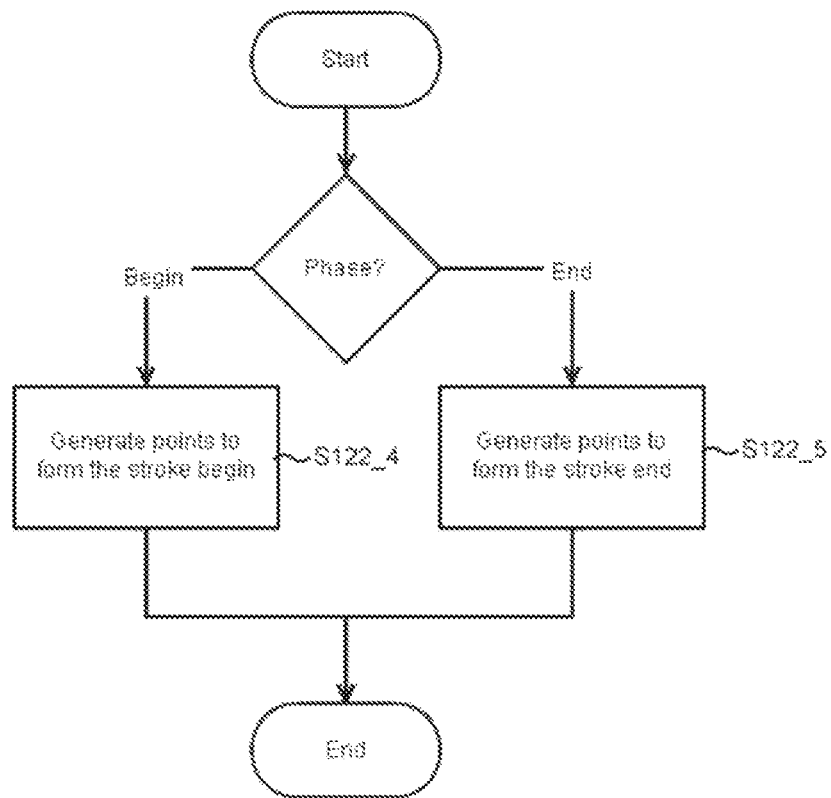 Start
Phase?
Begin
End
Generate points to
form the stroke begin
S122_4
Generate points to
form the stroke end
S122_5
End